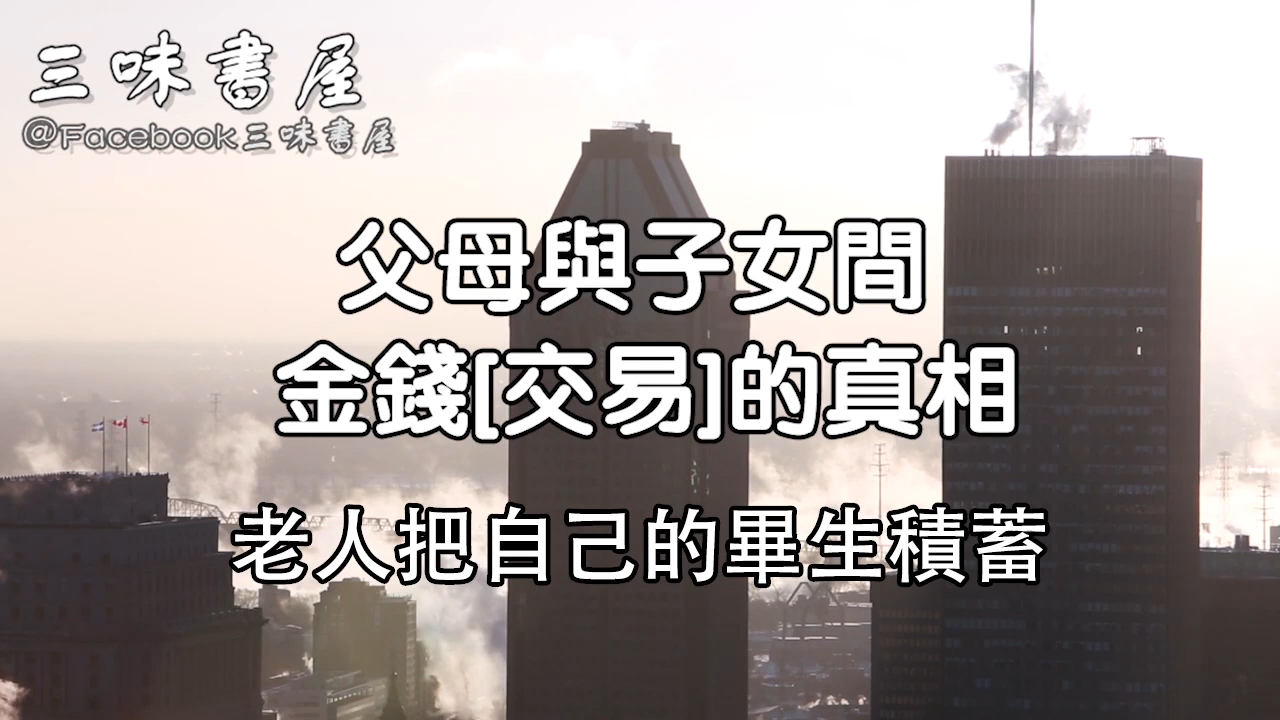 三味書屋
@Facebook三味書屋
父母與子女間
金錢[交易]的真相
老人把自己的畢生積蓄